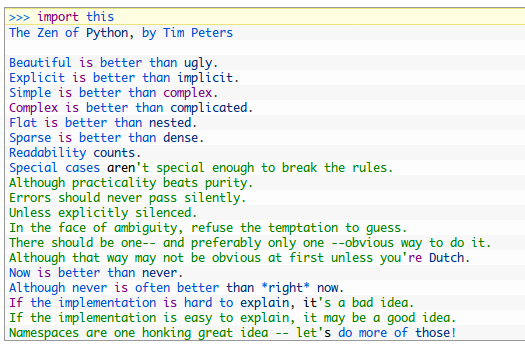 >>> import this
The Zen of Python, by Tim Peters
Beautiful is better than ugly.
Explicit is better than implicit.
Simple is better than complex.
Complex is better than complicated.
Flat is better than nested.
Sparse is better than dense.
Readability counts.
Special cases aren't special enough to break the rules.
Although practicality beats purity.
Errors should never pass silently.
Unless explicitly silenced.
In the face of ambiguity, refuse the temptation to guess.
There should be one-- and preferably only one --obvious way to do it.
Although that way may not be obvious at first unless you're Dutch.
Now is better than never.
Although never is often better than *right* now.
If the implementation is hard to explain, it's a bad idea.
If the implementation is easy to explain, it may be a good idea.
Namespaces are one honking great idea -- let's do more of those!